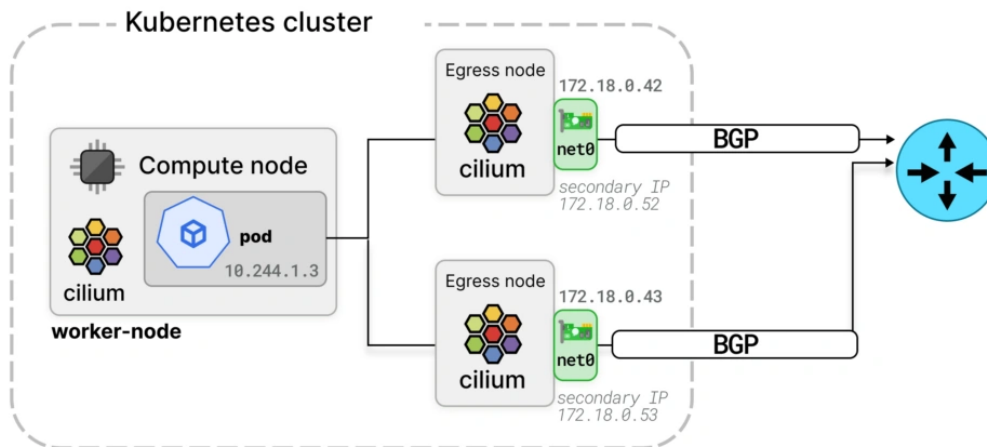 Kubernetes cluster
Egress node
172.18.0.42
cilium
net0
BGP
secondary IP
172.18.0.52
Compute node
pod
10.244.1.3
cilium
worker-node
Egress node
172.18.0.43
cilium
net0
BGP
secondary IP
172.18.0.53